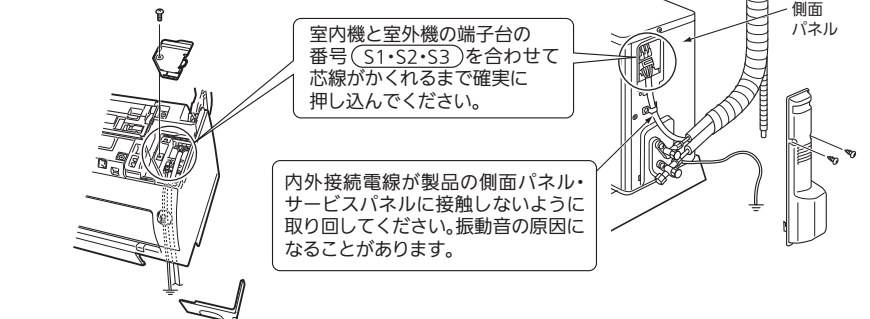 室内機と室外機の端子台の
番号(S1・S2・S3)を合わせて
芯線がかくれるまで確実に
押し込んでください。
側面
パネル
内外接続電線が製品の側面パネル・
サービスパネルに接触しないように
取り回してください。振動音の原因に
なることがあります。